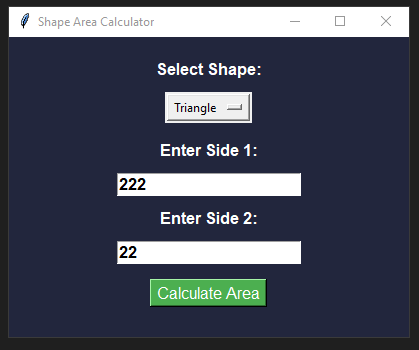 Shape Area Calculator
Select Shape:
Triangle
Enter Side 1:
222
Enter Side 2:
22
Calculate Area